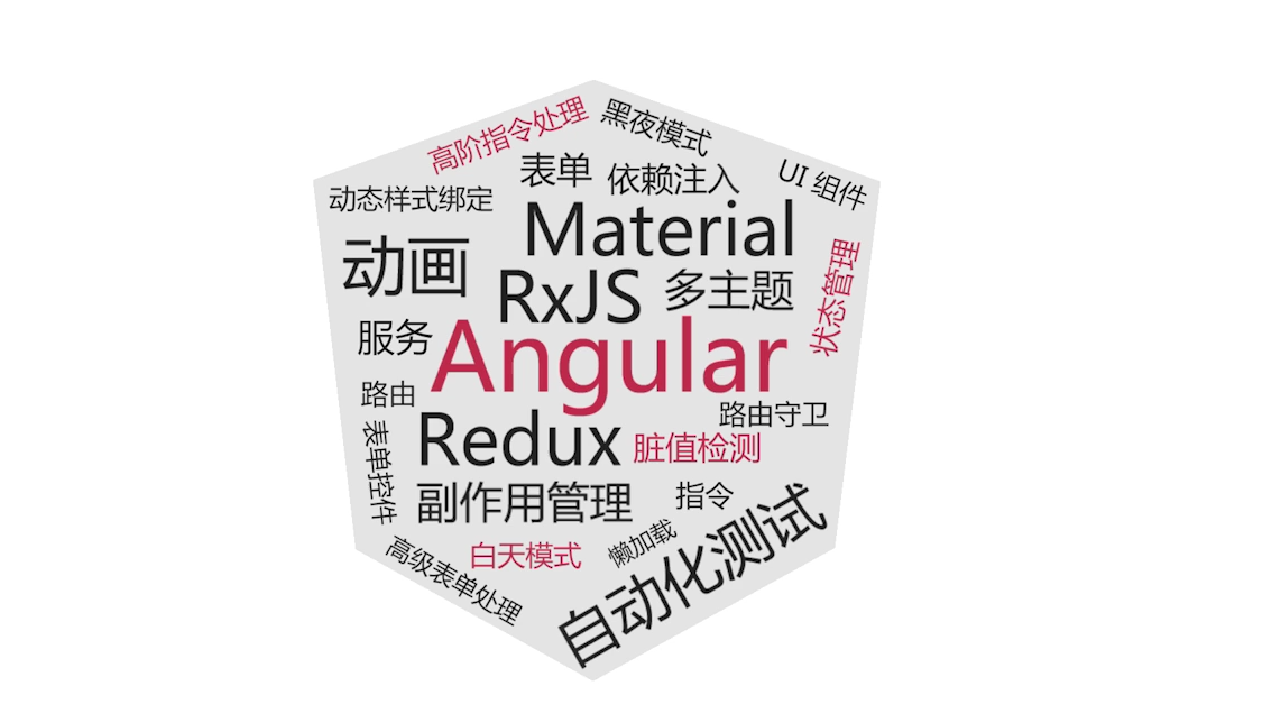 高阶指令处理
黑夜模式
表单
依赖注入
UI 组件
动态样式绑定
Material
动画
RxJS
多主题
状态管理
服务
Angular
路由
路由守卫
Redux
脏值检测
表单控件
副作用管理
指令
白天模式
懒加载
高级表单处理
自动化测试